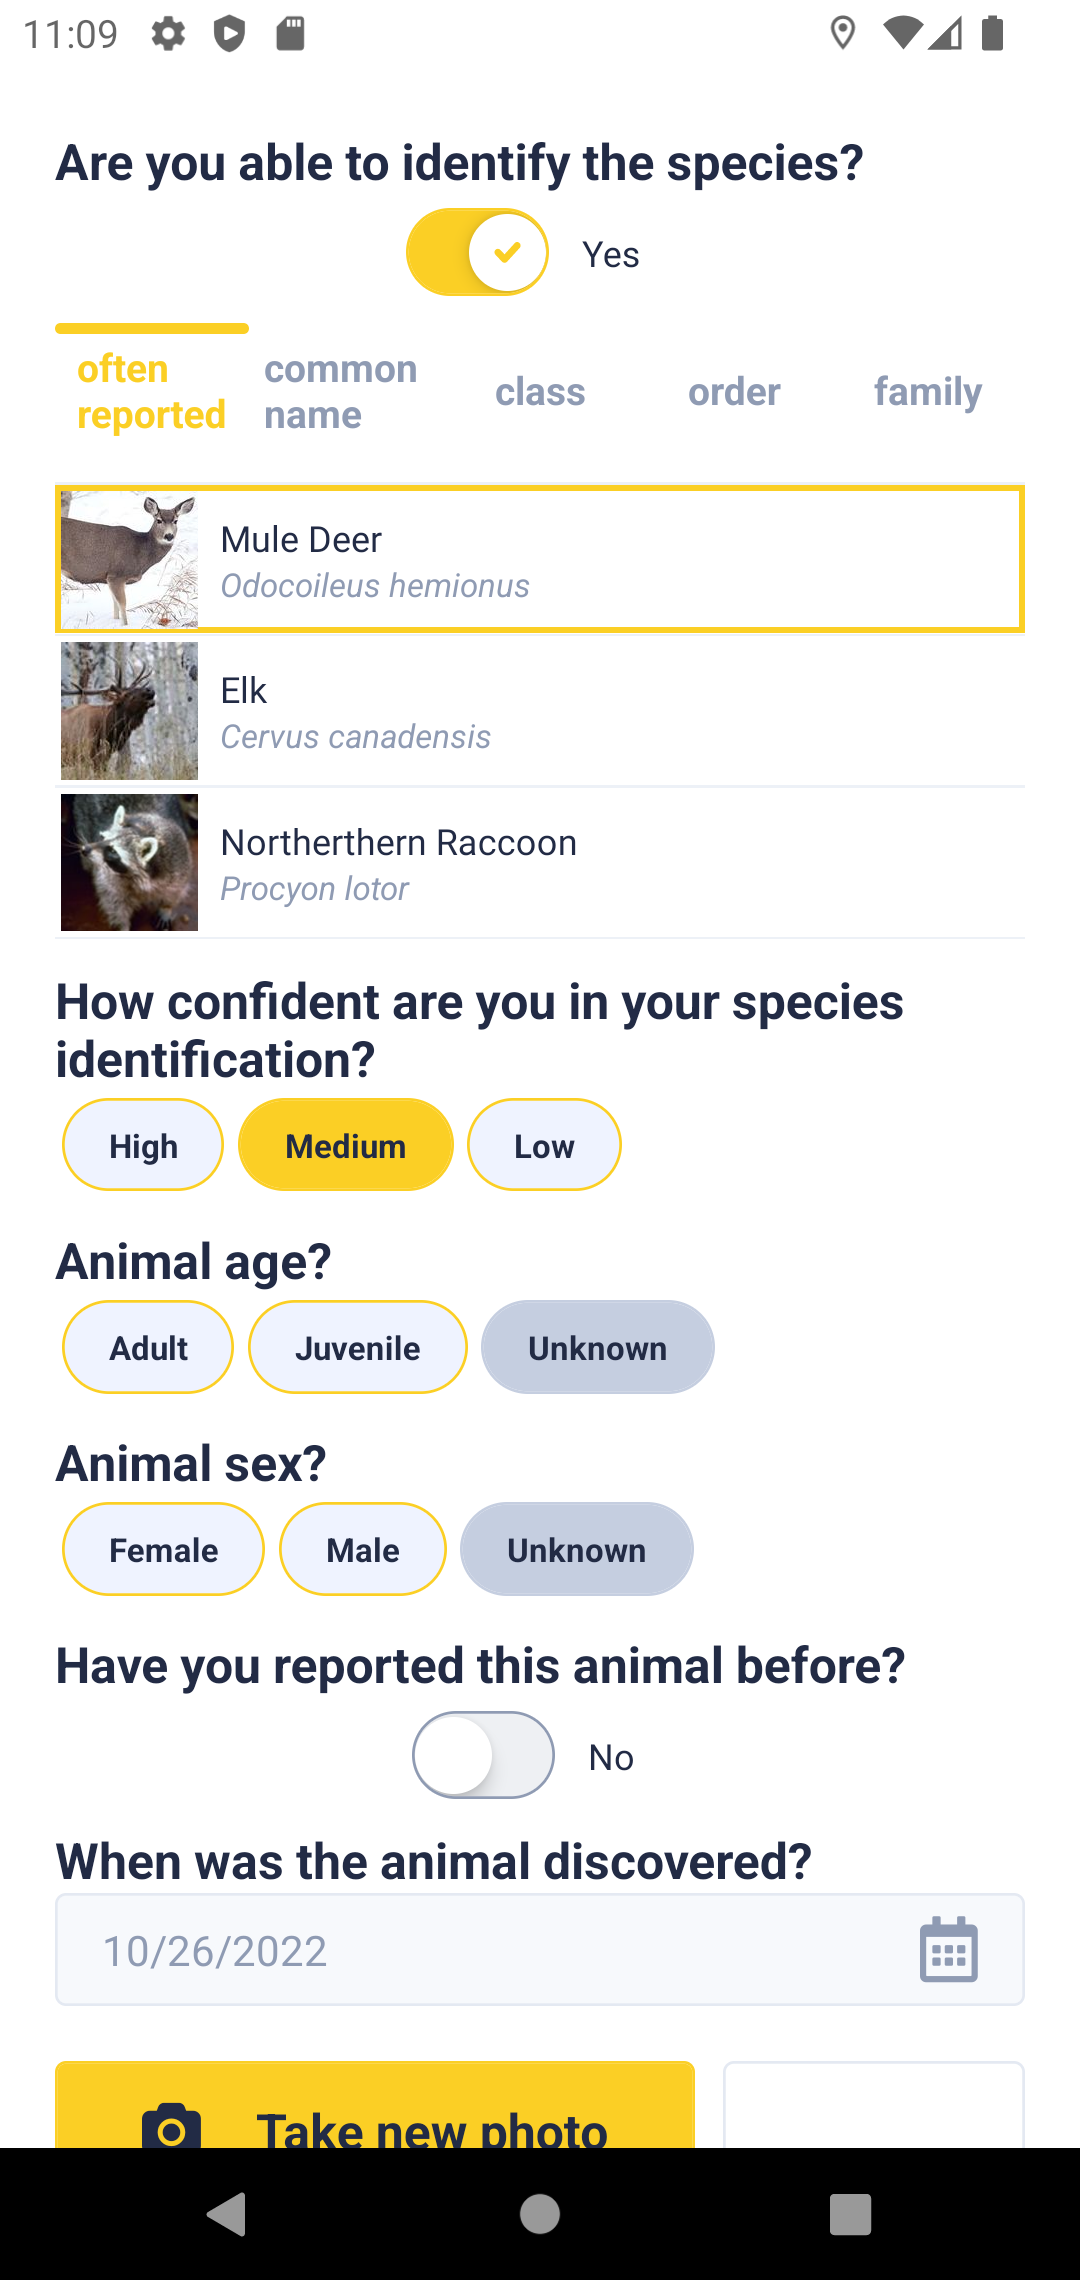 11:09
Are you able to identify the species?
Yes
often reported
common name
class
order
family
Mule Deer
Odocoileus hemionus
Elk
Cervus canadensis
Northerthern Raccoon
Procyon lotor
How confident are you in your species
identification?
High Medium Low
Animal age?
Adult Juvenile Unknown
Animal sex?
Female Male Unknown
Have you reported this animal before?
No
When was the animal discovered?
10/26/2022
Take new photo